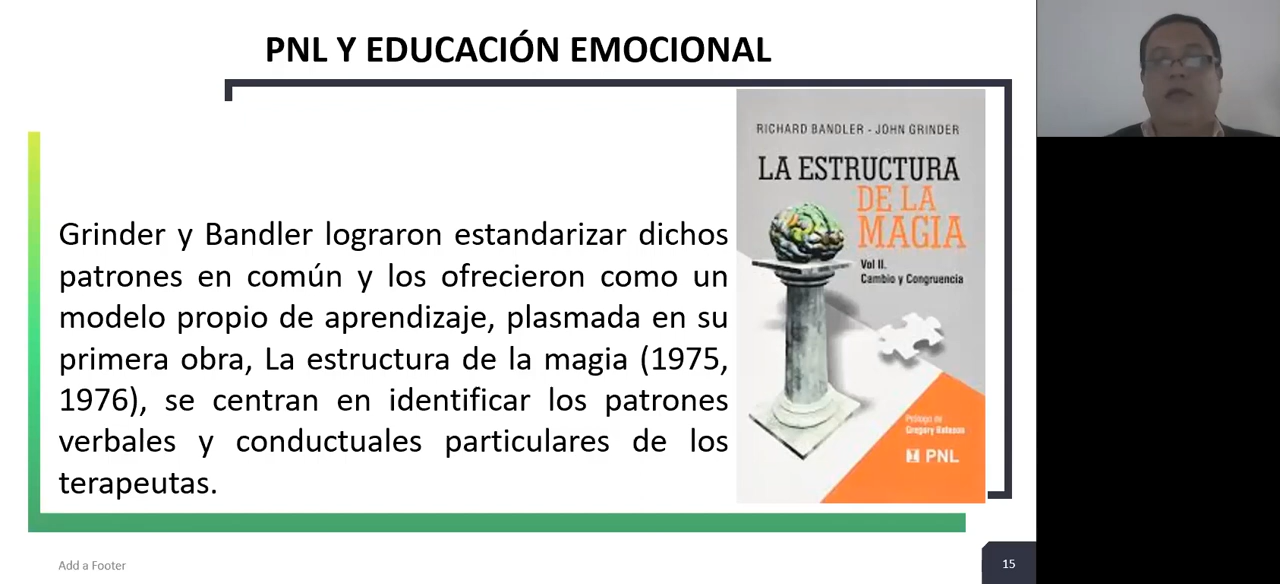 PNL Y EDUCACIÓN EMOCIONAL
Grinder y Bandler lograron estandarizar dichos
patrones en común y los ofrecieron como un
modelo propio de aprendizaje, plasmada en su
primera obra, La estructura de la magia (1975,
1976), se centran en identificar los patrones
verbales y conductuales particulares de los
terapeutas.
RICHARD BANDLER - JOHN GRINDER
LA ESTRUCTURA
DE LA
MAGIA
Vol II.
Cambio y Congruencia
Prólogo de
Gregory Bateson
PNL
Add a Footer
15